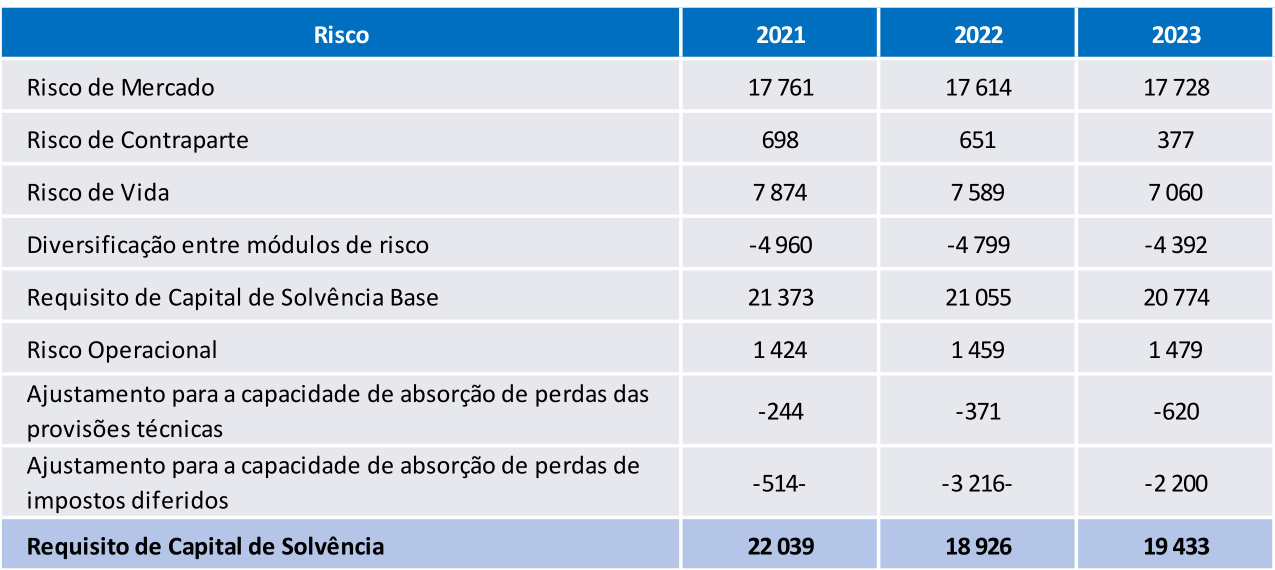 Risco 2021 2022 2023
Risco de Mercado 17 761 17 614 17 728
Risco de Contraparte 698 651 377
Risco de Vida 7 874 7 589 7 060
Diversificação entre módulos de risco -4 960 -4 799 -4 392
Requisito de Capital de Solvência Base 21 373 21 055 20 774
Risco Operacional 1 424 1 459 1 479
Ajustamento para a capacidade de absorção de perdas das
provisões técnicas -244 -371 -620
Ajustamento para a capacidade de absorção de perdas de
impostos diferidos -514- -3 216- -2 200
Requisito de Capital de Solvência 22 039 18 926 19 433